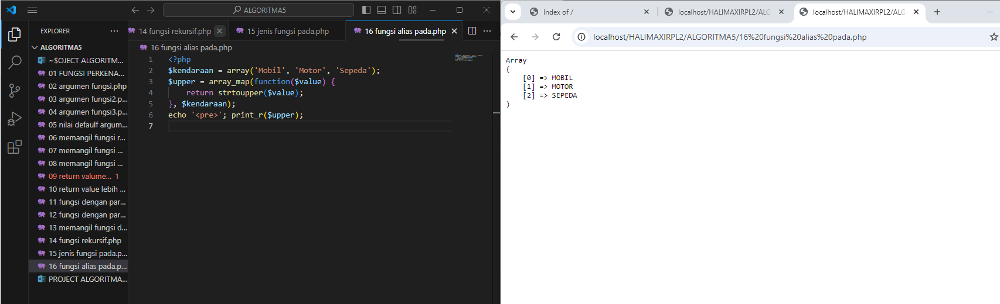 ALGORITMA5
EXPLORER
ALGORITMA5
~$OJECT ALGORITM...
01 FUNGSI PERKENA...
02 argumen fungsi.php
03 argumen fungsi2.p...
04 argumen fungsi3.p...
05 nilai defaulf argum...
06 memangil fungsi r...
07 memangil fungsi ...
08 memangil fungsi ...
09 return valume... 1
10 return value lebih ...
11 fungsi dengan par...
12 fungsi dengan par...
13 memangil fungsi d...
14 fungsi rekursif.php
15 jenis fungsi pada.p...
16 fungsi alias pada.p...
PROJECT ALGORITMA...
14 fungsi rekursif.php
15 jenis fungsi pada.php
16 fungsi alias pada.php
16 fungsi alias pada.php
1 <?php
2 $kendaraan = array('Mobil', 'Motor', 'Sepeda');
3 $upper = array_map(function($value) {
4     return strtoupper($value);
5 }, $kendaraan);
6 echo '<pre>'; print_r($upper);
7
Index of /
localhost/HALIMAXIRPL2/ALG
localhost/HALIMAXIRPL2/ALG
localhost/HALIMAXIRPL2/ALGORITMA5/16%20fungsi%20alias%20pada.php
Array
(
    [0] => MOBIL
    [1] => MOTOR
    [2] => SEPEDA
)